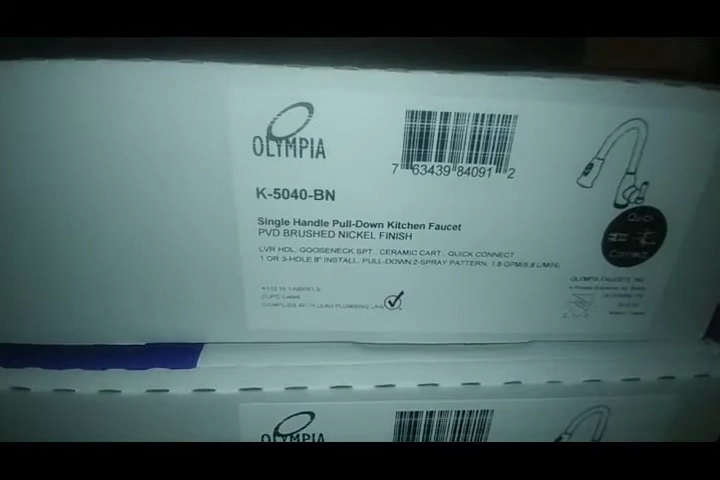 OLYMPIA
7 63439 84091 2
K-5040-BN
Single Handle Pull-Down Kitchen Faucet
PVD BRUSHED NICKEL FINISH
LVR HDL, GOOSENECK SPT, CERAMIC CART, QUICK CONNECT
1 OR 3-HOLE 8" INSTALL, PULL-DOWN 2-SPRAY PATTERN, 1.8 GPM(6.8 L/MIN)
Quick
Connect
OLYMPIA FAUCETS, INC.
Listed
COMPLIES WITH LEAD PLUMBING LAW
OLYMPIA